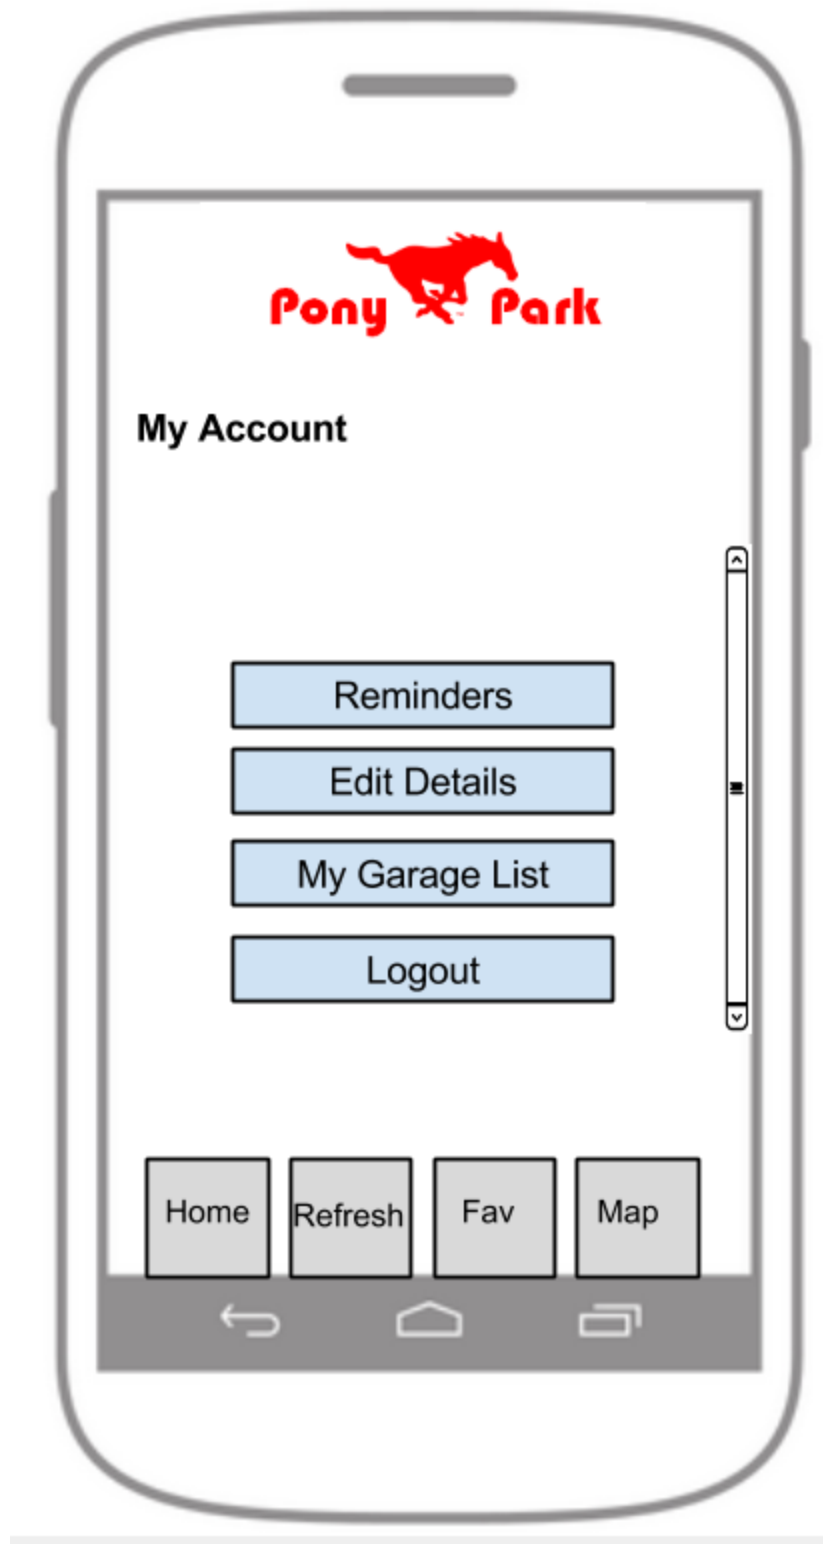 Pony Park
My Account
Reminders
Edit Details
My Garage List
Logout
Home Refresh Fav Map